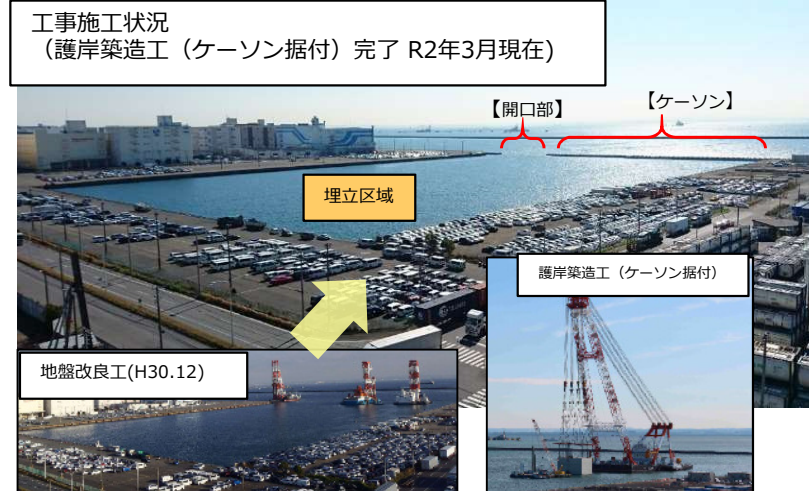 工事施工状況
（護岸築造工（ケーソン据付）完了 R2年3月現在)
【開口部】
【ケーソン】
埋立区域
護岸築造工（ケーソン据付）
地盤改良工(H30.12)